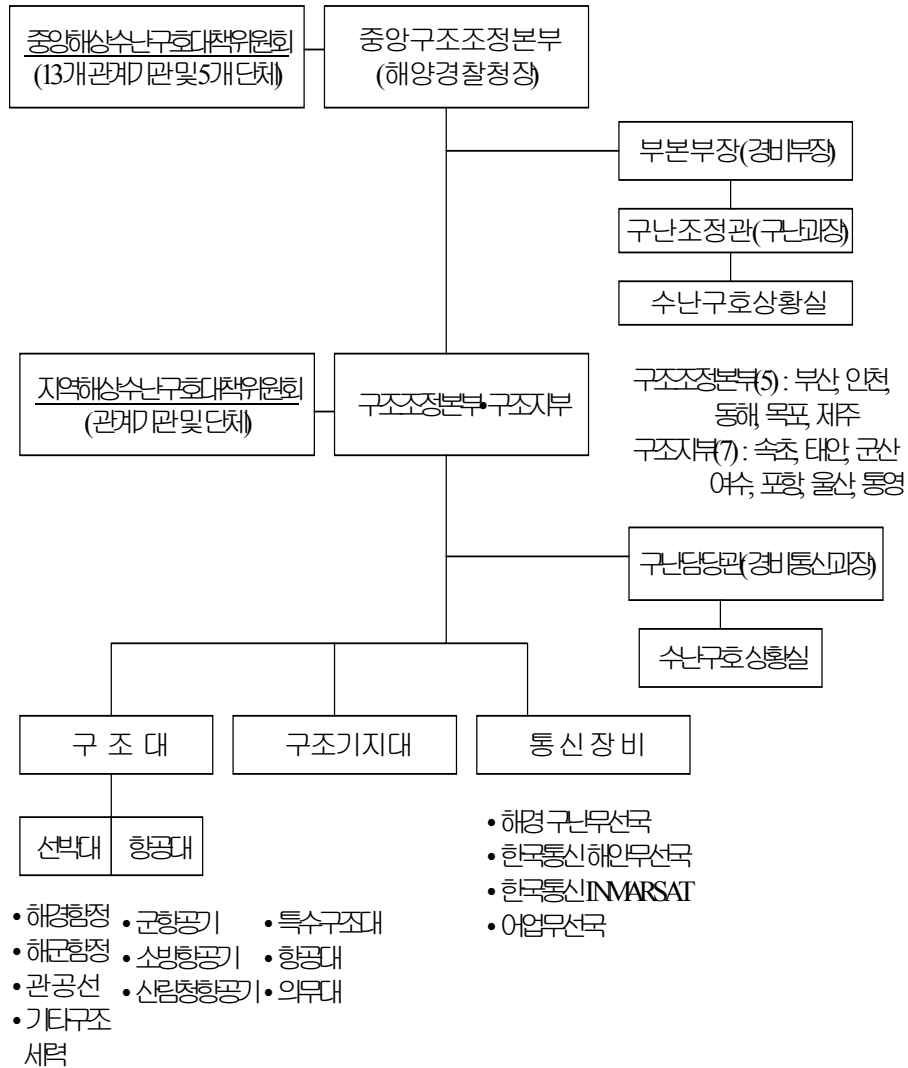 중앙해상수난구호대책위원회
(13개 관계기관 및 5개 단체)
중앙구조조정본부
(해양경찰청장)
부본부장(경비부장)
구난조정관(구난과장)
수난구호상황실
지역해상수난구호대책위원회
(관계기관 및 단체)
구조조정본부•구조지부
구조조정본부(5) : 부산, 인천,
동해, 목포, 제주
구조지부(7) : 속초, 태안, 군산
여수, 포항, 울산, 통영
구난담당관(경비통신과장)
수난구호 상황실
구 조 대
구조기지대
통 신 장 비
선박대
항공대
• 해경함정
• 해군함정
• 관공선
• 기타구조
세력
• 군항공기
• 소방항공기
• 산림청항공기
• 특수구조대
• 항공대
• 의무대
• 해경 구난무선국
• 한국통신 해안무선국
• 한국통신 INMARSAT
• 어업무선국